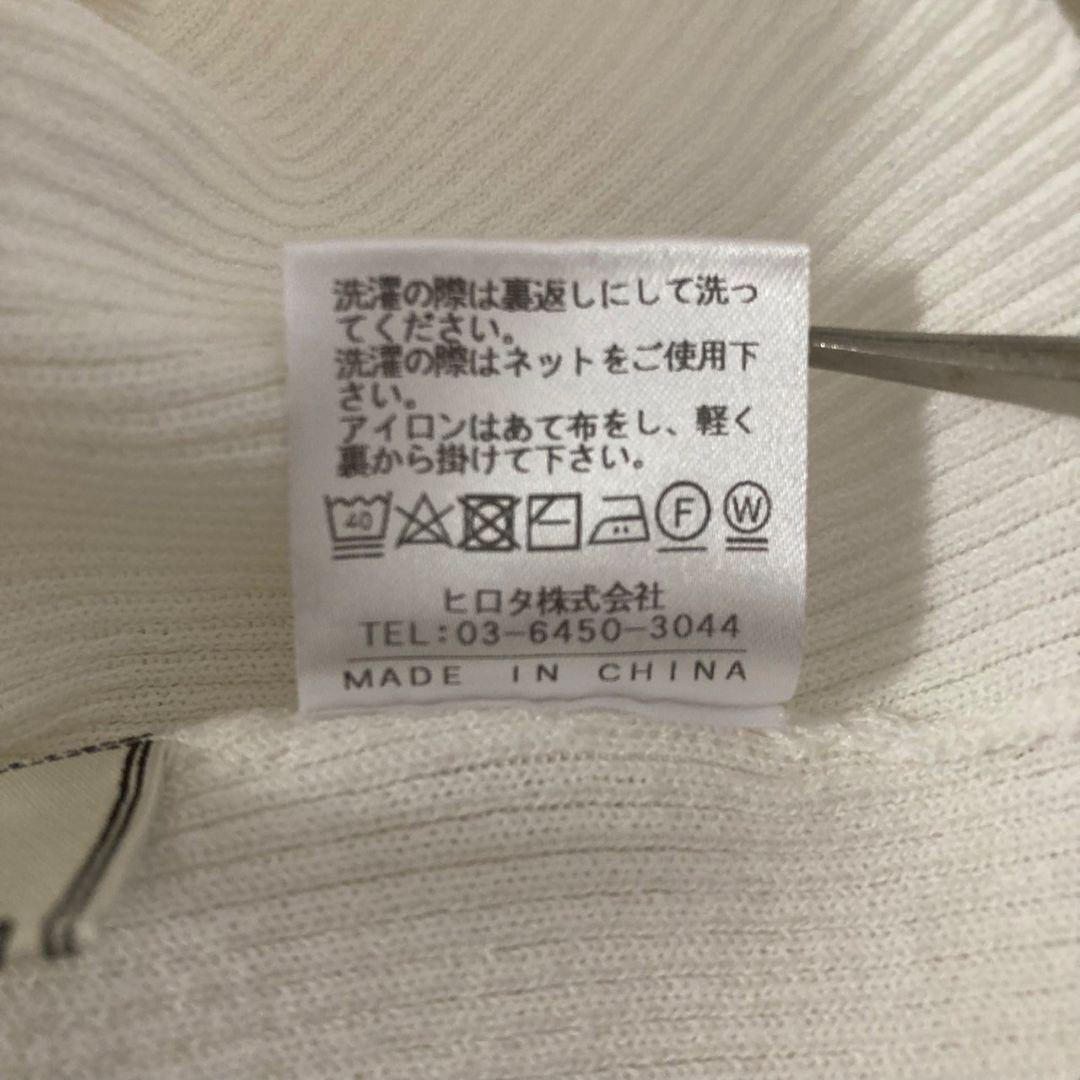 洗濯の際は裏返しにして洗っ
てください。
洗濯の際はネットをご使用下
さい。
アイロンはあて布をし、軽く
裏から掛けて下さい。
40 F W
ヒロタ株式会社
TEL:03-6450-3044
MADE IN CHINA